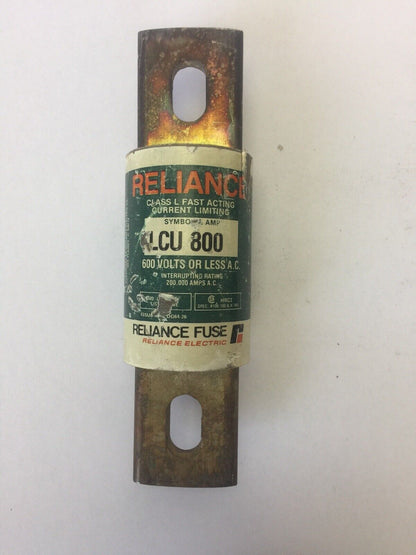 RELIANCE
CLASS L FAST ACTING
CURRENT LIMITING
SYMBOL & AMP
LCU 800
600 VOLTS OR LESS A.C.
INTERRUPTING RATING
200,000 AMPS A.C.
HRCI
RELIANCE FUSE
RELIANCE ELECTRIC